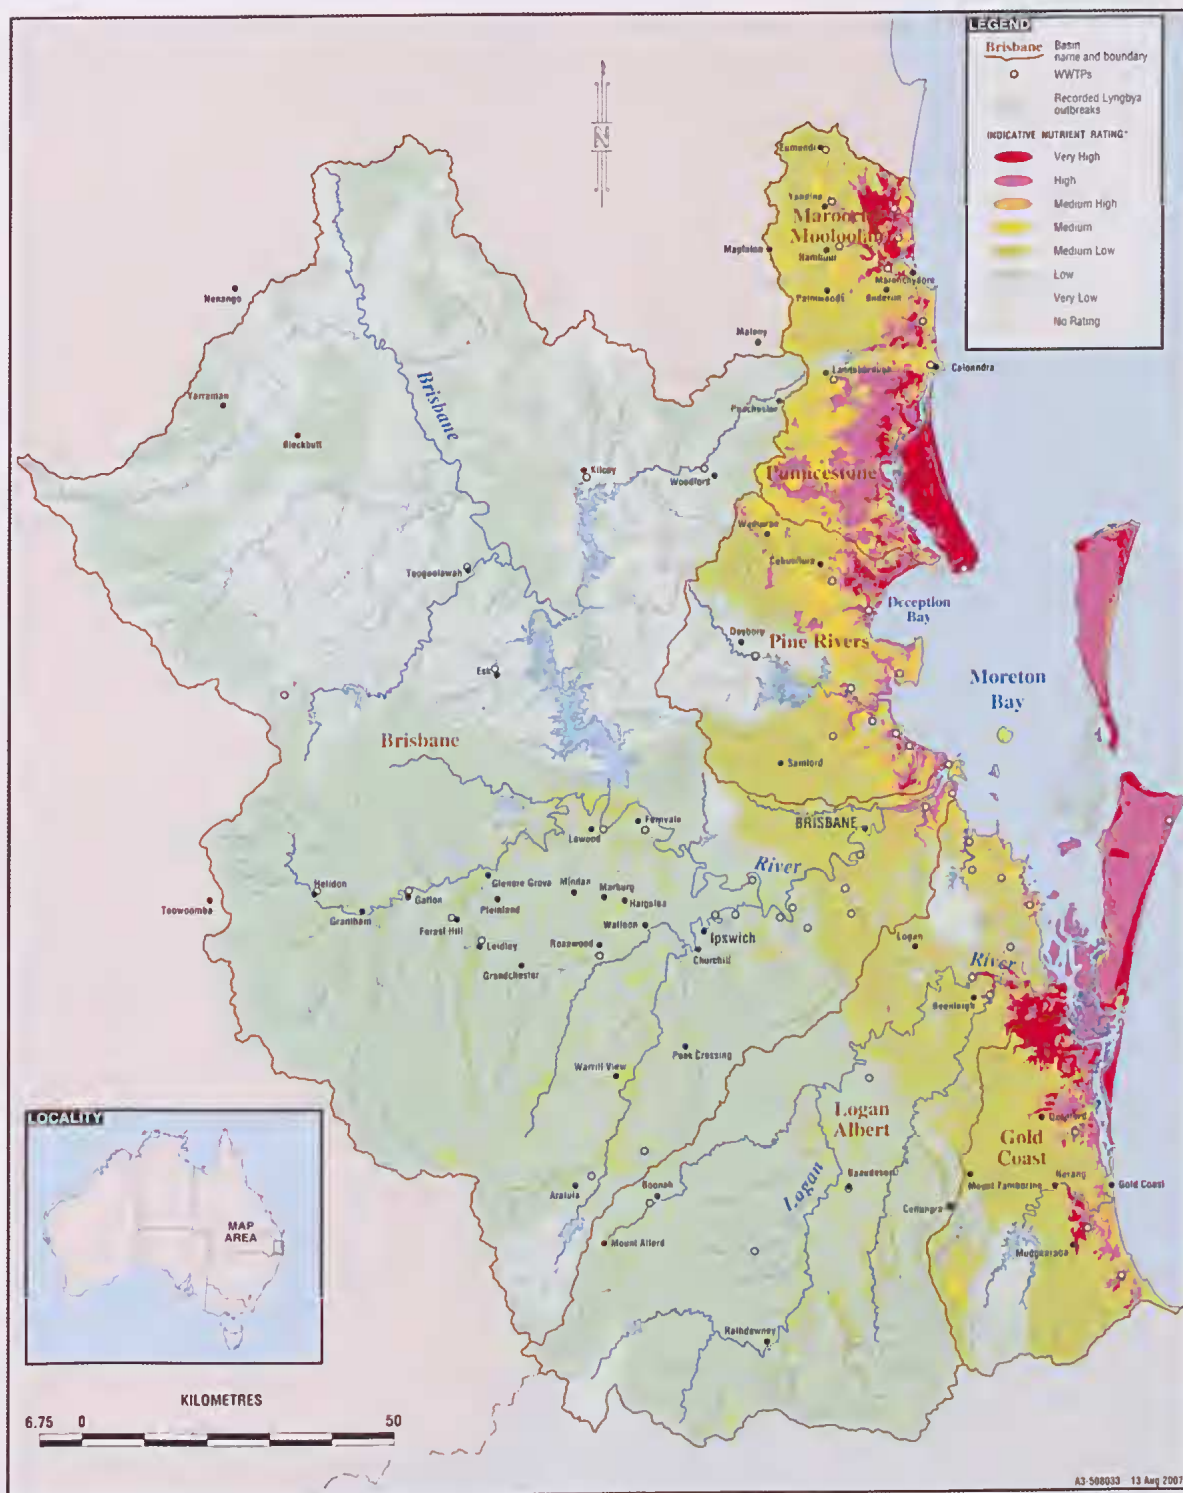 LEGEND
Brisbane Basin
name and boundary
WWTPs
Recorded Lyngbya
outbreaks
INDICATIVE NUTRIENT RATING*
Very High
High
Medium High
Medium
Medium Low
Low
Very Low
No Rating
N
Eumundi
Yandina
Mapleton
Nambour
Maroochydore
Palmwoods
Buderim
Nanango
Maleny
Landsborough
Caloundra
Yarraman
Peachester
Brisbane
Blackbutt
Kilcoy
Woodford
Pumicestone
Wamuran
Caboolture
Toogoolawah
Deception
Bay
Dayboro
Pine Rivers
Esk
Moreton
Bay
Brisbane
Samford
Fernvale
Lowood
BRISBANE
River
Helidon
Gatton
Glenore Grove
Minden
Marburg
Toowoomba
Grantham
Plainland
Haigslea
Forest Hill
Walloon
Ipswich
Laidley
Rosewood
Churchill
Logan
Grandchester
River
Beenleigh
Peak Crossing
Warrill View
LOCALITY
Logan
Albert
Gold
Coast
MAP
AREA
Aratula
Boonah
Logan
Beaudesert
Mount Tamborine
Nerang
Gold Coast
Canungra
Mount Alford
Mudgeeraba
Rathdowney
KILOMETRES
6.75 0 50
A3-508033 13 Aug 2007